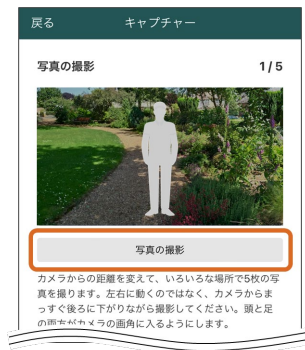 戻る キャプチャー
写真の撮影 1/5
写真の撮影
カメラからの距離を変えて、いろいろな場所で5枚の写
真を撮ります。左右に動くのではなく、カメラからま
っすぐ後ろに下がりながら撮影してください。頭と足
の両方がカメラの画角に入るようにします。